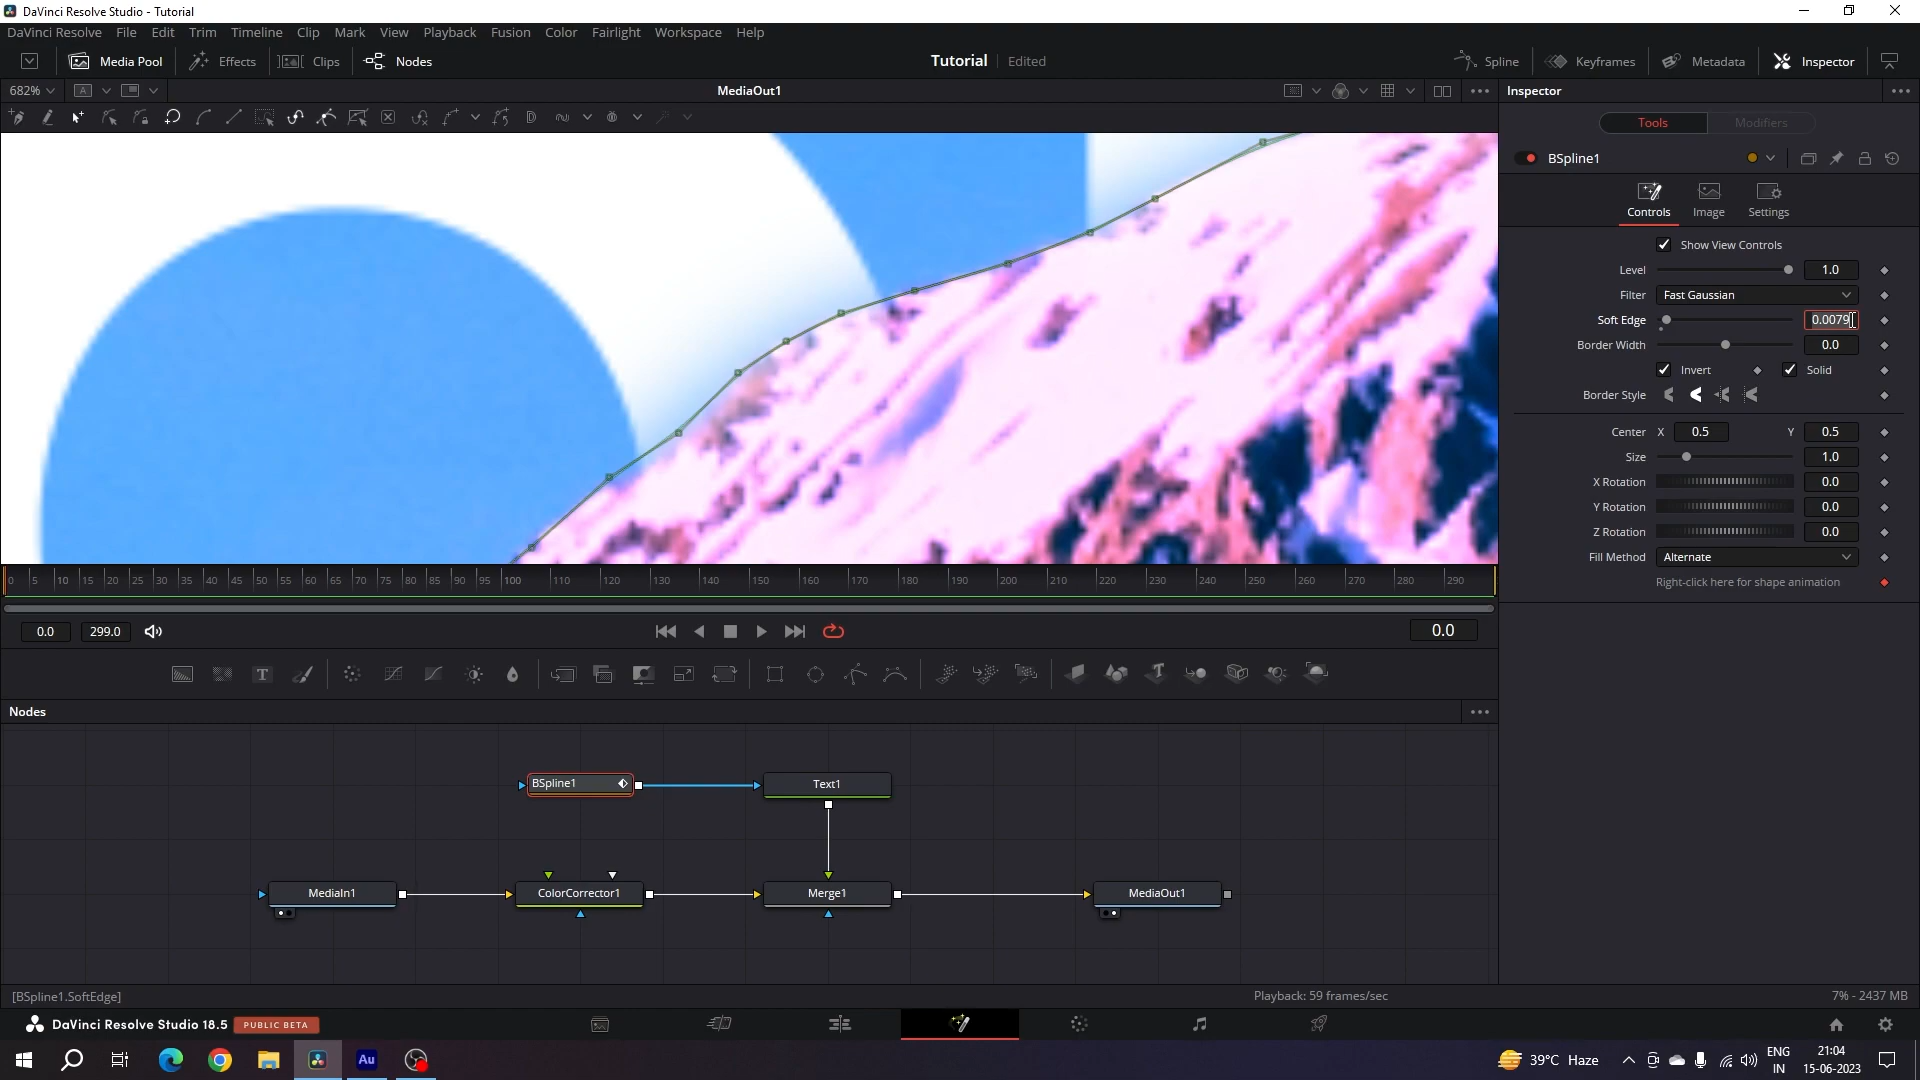 DaVinci Resolve Studio - Tutorial
DaVinci Resolve File Edit Trim Timeline Clip Mark View Playback Fusion Color Fairlight Workspace Help
Media Pool Effects Clips Nodes Tutorial Edited Spline Keyframes Metadata Inspector
682% A MediaOut1 Inspector
Tools Modifiers
BSpline1
Controls Image Settings
Show View Controls
Level 1.0
Filter Fast Gaussian
Soft Edge 0.0079
Border Width 0.0
Invert Solid
Border Style
Center X 0.5 Y 0.5
Size 1.0
X Rotation 0.0
Y Rotation 0.0
Z Rotation 0.0
Fill Method Alternate
Right-click here for shape animation
0 5 10 15 20 25 30 35 40 45 50 55 60 65 70 75 80 85 90 95 100 110 120 130 140 150 160 170 180 190 200 210 220 230 240 250 260 270 280 290
0.0 299.0 0.0
Nodes
BSpline1 Text1
MediaIn1 ColorCorrector1 Merge1 MediaOut1
[BSpline1.SoftEdge] Playback: 59 frames/sec 7% - 2437 MB
DaVinci Resolve Studio 18.5 PUBLIC BETA
Au 39°C Haze ENG IN 21:04 15-06-2023